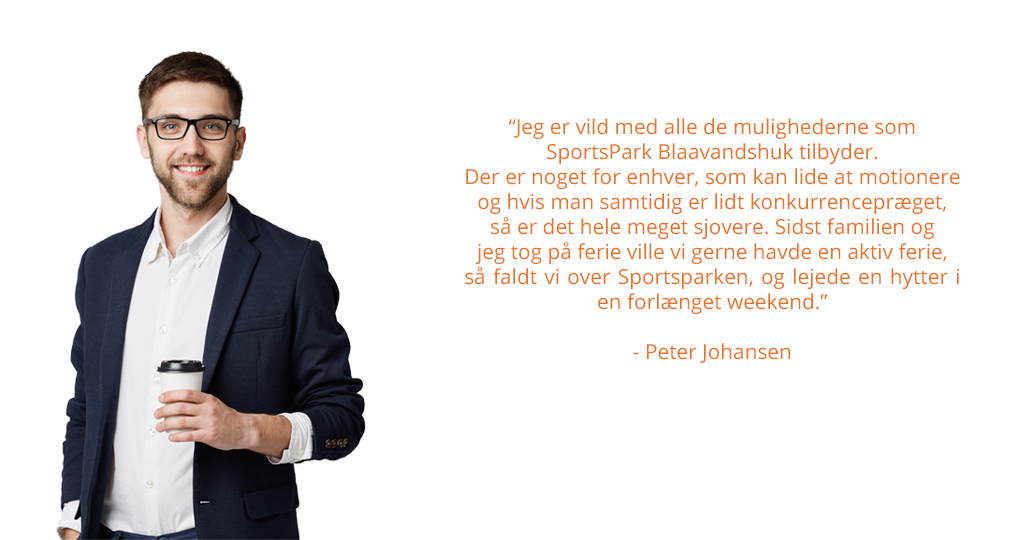 “Jeg er vild med alle de mulighederne som
SportsPark Blaavandshuk tilbyder.
Der er noget for enhver, som kan lide at motionere
og hvis man samtidig er lidt konkurrencepræget,
så er det hele meget sjovere. Sidst familien og
jeg tog på ferie ville vi gerne havde en aktiv ferie,
så faldt vi over Sportsparken, og lejede en hytter i
en forlænget weekend.”
- Peter Johansen